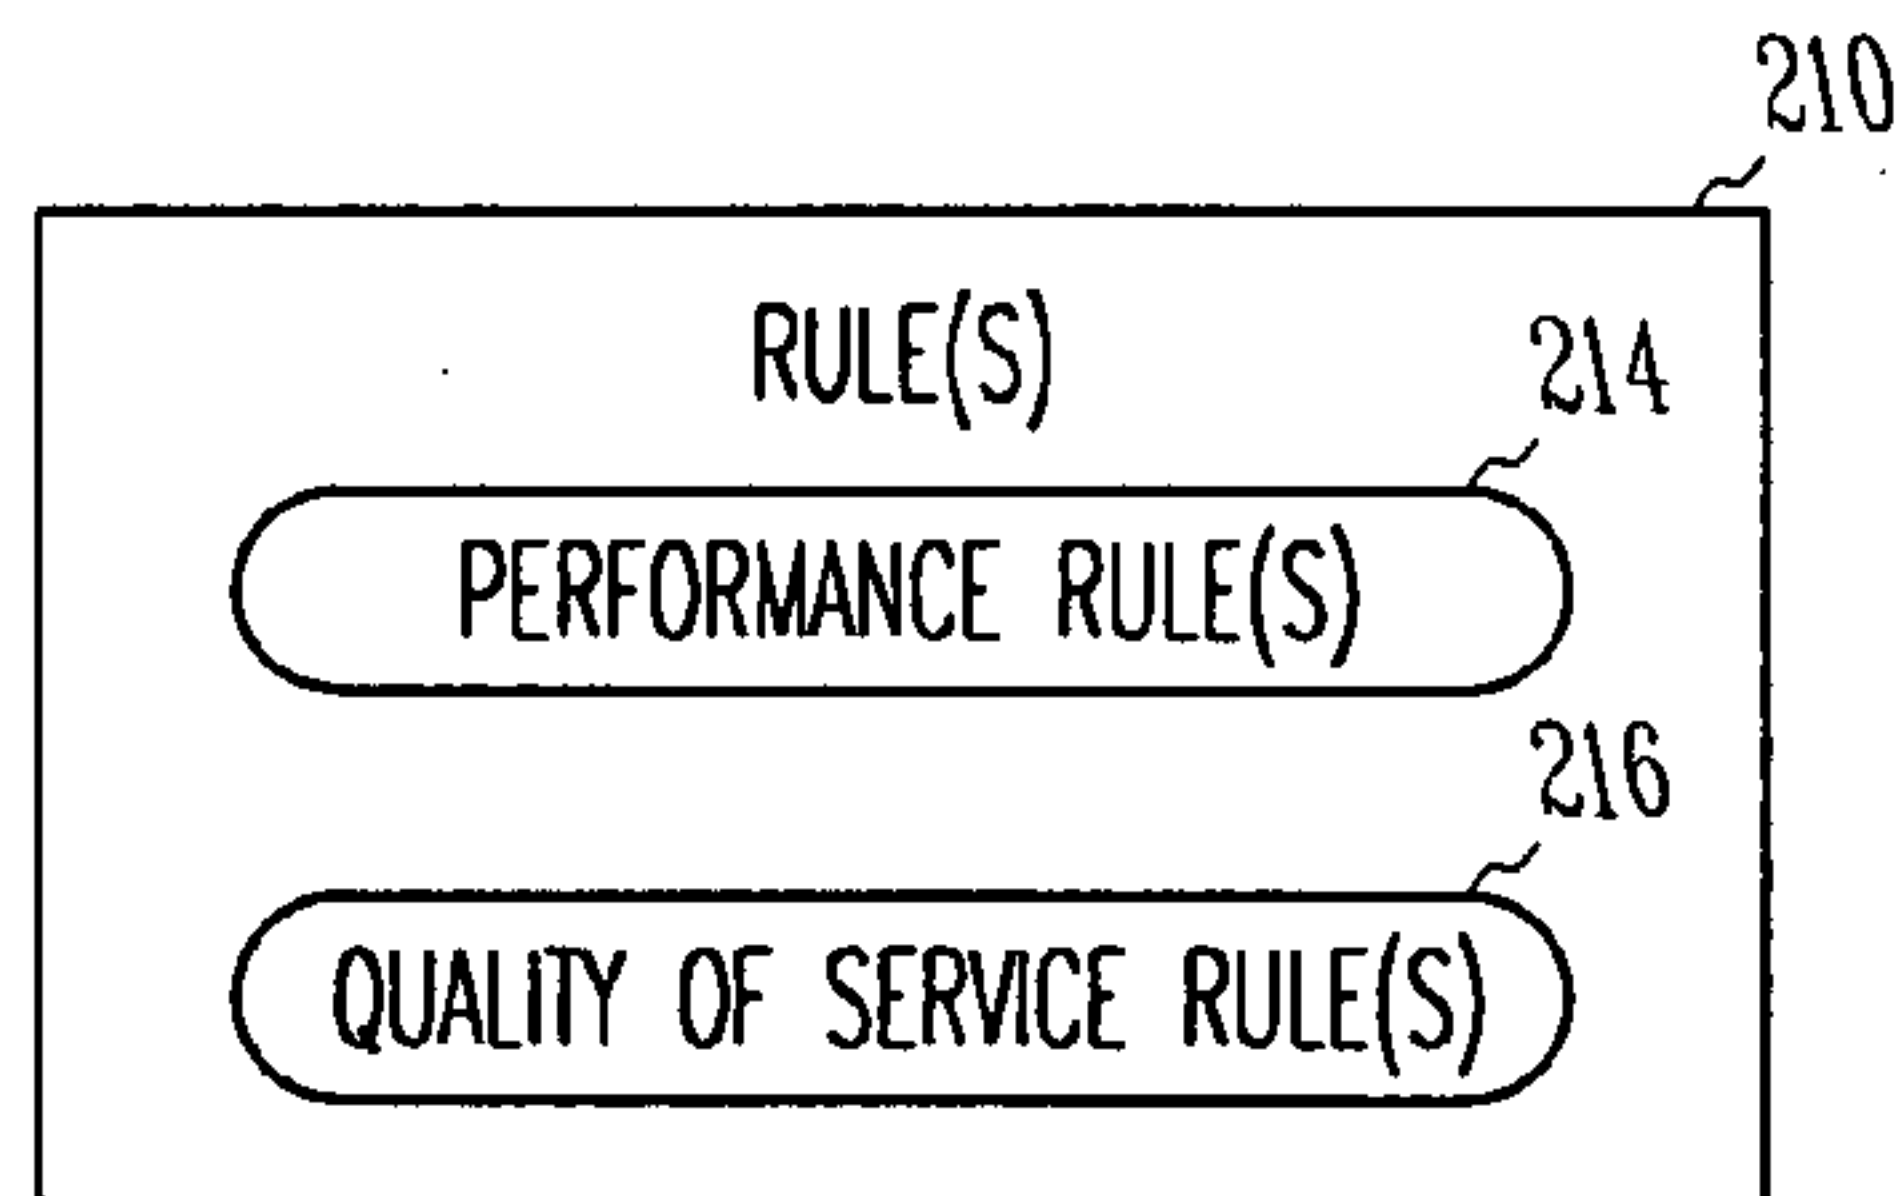 210
RULE(S)
214
PERFORMANCE RULE(S)
216
QUALITY OF SERVICE RULE(S)